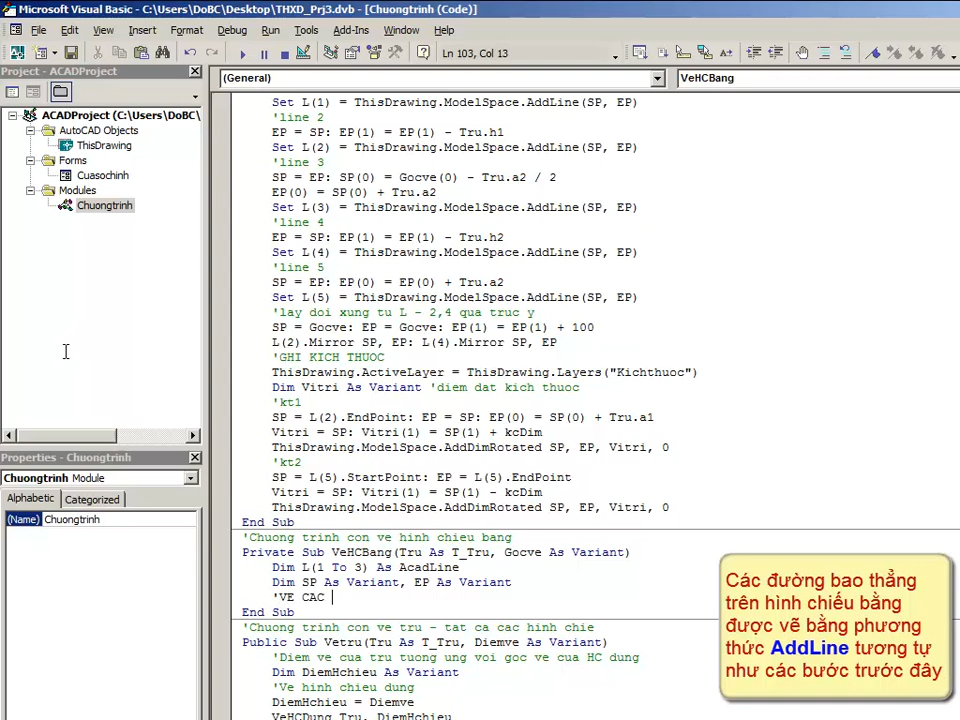 Microsoft Visual Basic - C:\Users\DoBC\Desktop\THXD_Prj3.dvb - [Chuongtrinh (Code)]
File Edit View Insert Format Debug Run Tools Add-Ins Window Help
Ln 103, Col 13
Project - ACADProject
(General)
VeHCBang
ACADProject (C:\Users\DoBC\
AutoCAD Objects
ThisDrawing
Forms
Cuasochinh
Modules
Chuongtrinh
Properties - Chuongtrinh
Chuongtrinh Module
Alphabetic Categorized
(Name) Chuongtrinh
Set L(1) = ThisDrawing.ModelSpace.AddLine(SP, EP)
'line 2
EP = SP: EP(1) = EP(1) - Tru.h1
Set L(2) = ThisDrawing.ModelSpace.AddLine(SP, EP)
'line 3
SP = EP: SP(0) = Gocve(0) - Tru.a2 / 2
EP(0) = SP(0) + Tru.a2
Set L(3) = ThisDrawing.ModelSpace.AddLine(SP, EP)
'line 4
EP = SP: EP(1) = EP(1) - Tru.h2
Set L(4) = ThisDrawing.ModelSpace.AddLine(SP, EP)
'line 5
SP = EP: EP(0) = EP(0) + Tru.a2
Set L(5) = ThisDrawing.ModelSpace.AddLine(SP, EP)
'lay doi xung tu L - 2,4 qua truc y
SP = Gocve: EP = Gocve: EP(1) = EP(1) + 100
L(2).Mirror SP, EP: L(4).Mirror SP, EP
'GHI KICH THUOC
ThisDrawing.ActiveLayer = ThisDrawing.Layers("Kichthuoc")
Dim Vitri As Variant 'diem dat kich thuoc
'kt1
SP = L(2).EndPoint: EP = SP: EP(0) = SP(0) + Tru.a1
Vitri = SP: Vitri(1) = SP(1) + kcDim
ThisDrawing.ModelSpace.AddDimRotated SP, EP, Vitri, 0
'kt2
SP = L(5).StartPoint: EP = L(5).EndPoint
Vitri = SP: Vitri(1) = SP(1) - kcDim
ThisDrawing.ModelSpace.AddDimRotated SP, EP, Vitri, 0
End Sub
'Chuong trinh con ve hinh chieu bang
Private Sub VeHCBang(Tru As T_Tru, Gocve As Variant)
Dim L(1 To 3) As AcadLine
Dim SP As Variant, EP As Variant
'VE CAC
End Sub
'Chuong trinh con ve tru - tat ca cac hinh chie
Public Sub Vetru(Tru As T_Tru, Diemve As Variant)
'Diem ve cua tru tuong ung voi goc ve cua HC dung
Dim DiemHchieu As Variant
'Ve hinh chieu dung
DiemHchieu = Diemve
VeHCDung Tru, DiemHchieu
Các đường bao thẳng
trên hình chiếu bằng
được vẽ bằng phương
thức AddLine tương tự
như các bước trước đây